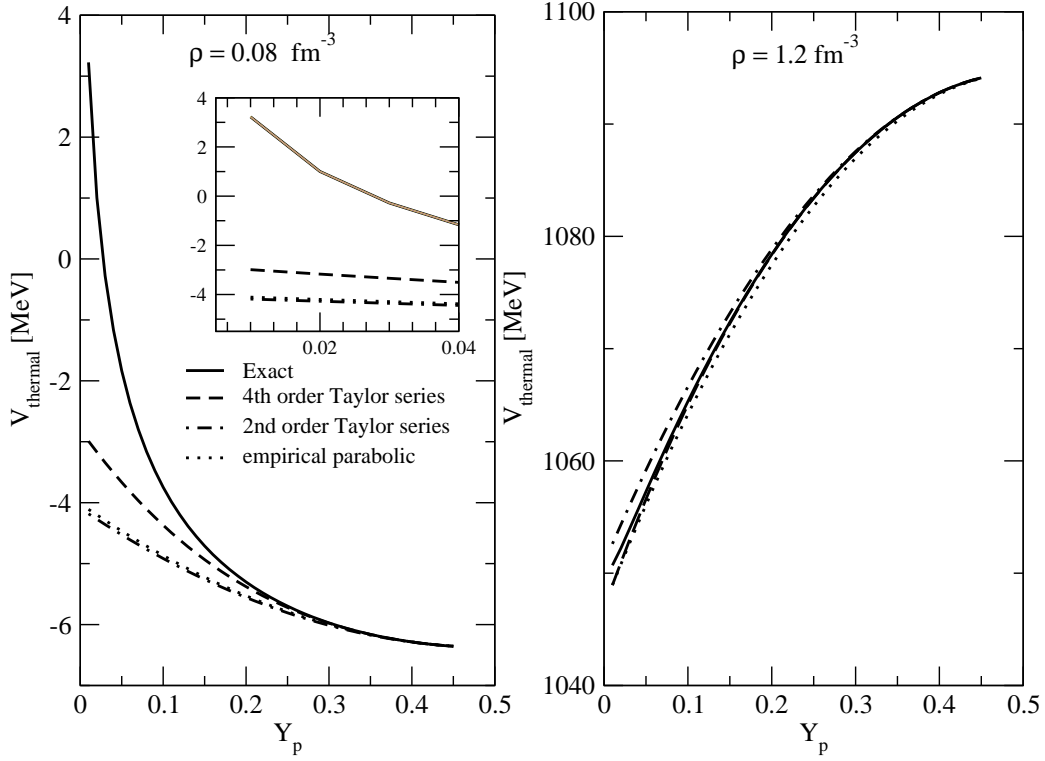 ρ = 0.08 fm⁻³
4
2
0
-2
-4
-6
V_thermal [MeV]
4
2
0
-2
-4
0.02 0.04
Exact
4th order Taylor series
2nd order Taylor series
empirical parabolic
0 0.1 0.2 0.3 0.4 0.5
Y_p
ρ = 1.2 fm⁻³
1100
1080
1060
1040
V_thermal [MeV]
0 0.1 0.2 0.3 0.4 0.5
Y_p